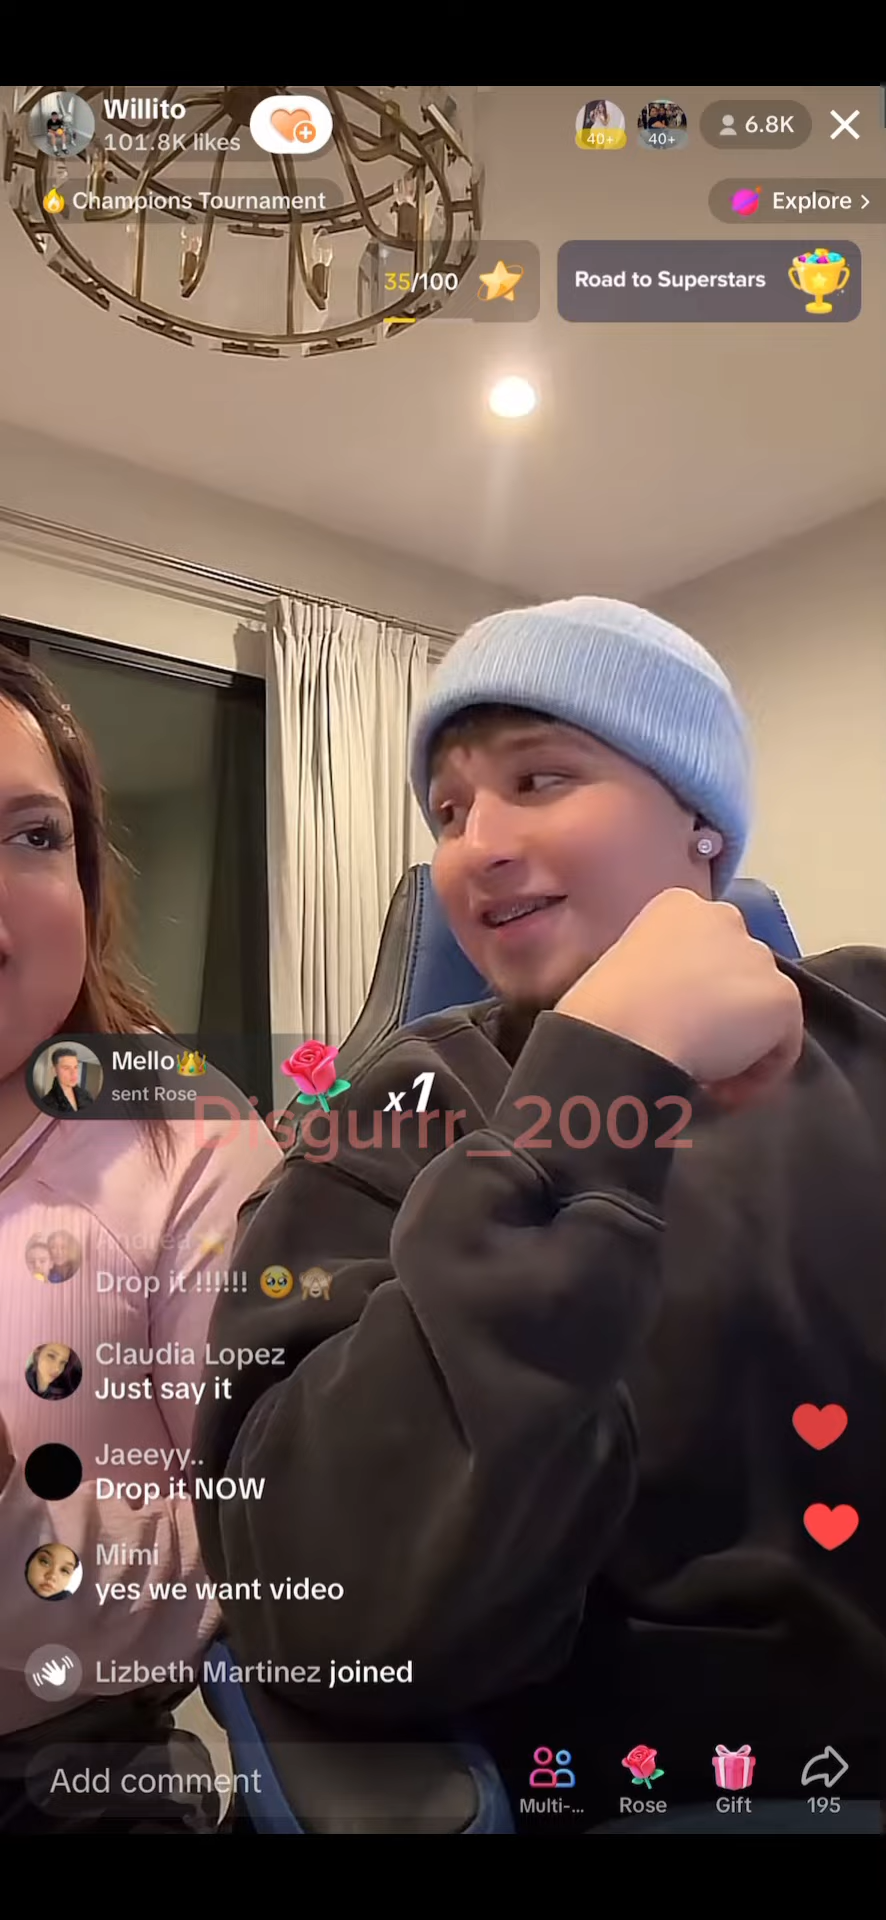 Willito
101.8K likes
40+
40+
6.8K
Champions Tournament
Explore >
35/100
Road to Superstars
Mello
sent Rose
x1
Disgurrr_2002
Andrea
Drop it !!!!!!
Claudia Lopez
Just say it
Jaeeyy..
Drop it NOW
Mimi
yes we want video
Lizbeth Martinez joined
Add comment
Multi-...
Rose
Gift
195